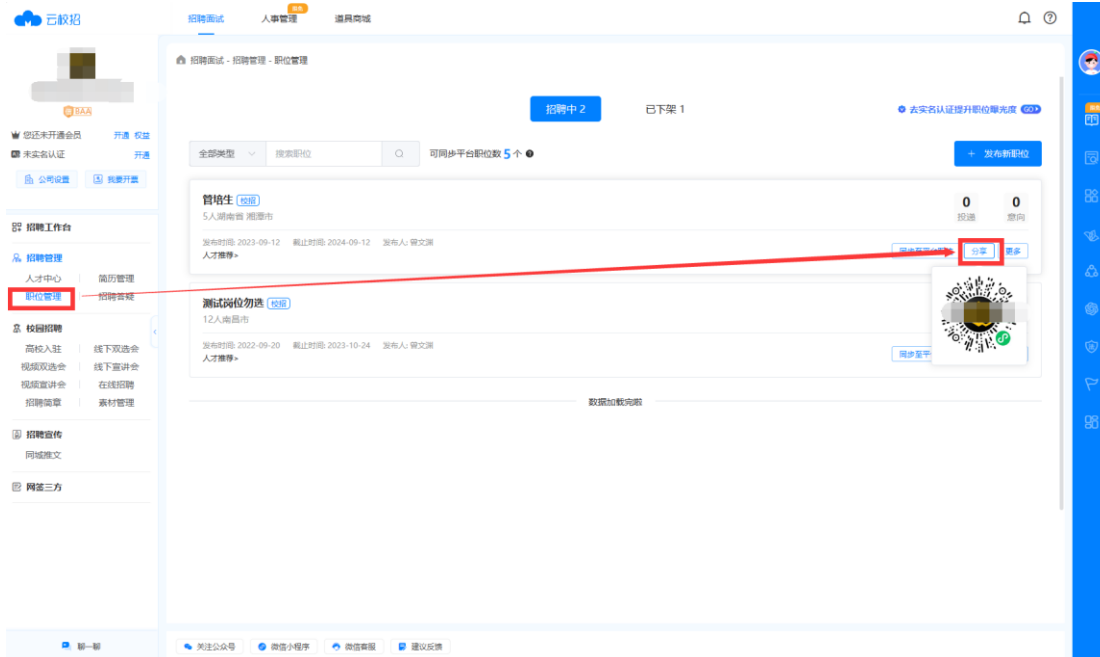 云校招
招聘面试 人事管理 道具商城
招聘面试 - 招聘管理 - 职位管理
您还未开通会员 开通 权益
未实名认证 开通
公司设置 我要开票
招聘工作台
招聘管理
人才中心 简历管理
职位管理 招聘答疑
校园招聘
高校入驻 线下双选会
视频双选会 线下宣讲会
视频宣讲会 在线招聘
招聘简章 素材管理
招聘宣传
同城推文
网签三方
聊一聊
招聘中 2 已下架 1 去实名认证提升职位曝光度 GO
全部类型 搜索职位 可同步平台职位数 5 个 + 发布新职位
管培生 校招 0 0
5人湖南省 湘潭市 投递 意向
发布时间: 2023-09-12 截止时间: 2024-09-12 发布人: 曾文渊
人才推荐» 分享 更多
测试岗位勿选 校招
12人南昌市
发布时间: 2022-09-20 截止时间: 2023-10-24 发布人: 曾文渊
人才推荐» 同步至平
数据加载完啦
关注公众号 微信小程序 微信客服 建议反馈